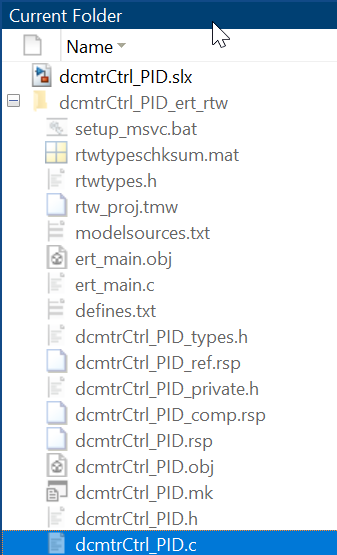 Current Folder
Name
dcmtrCtrl_PID.slx
dcmtrCtrl_PID_ert_rtw
setup_msvc.bat
rtwtypeschksum.mat
rtwtypes.h
rtw_proj.tmw
modelsources.txt
ert_main.obj
ert_main.c
defines.txt
dcmtrCtrl_PID_types.h
dcmtrCtrl_PID_ref.rsp
dcmtrCtrl_PID_private.h
dcmtrCtrl_PID_comp.rsp
dcmtrCtrl_PID.rsp
dcmtrCtrl_PID.obj
dcmtrCtrl_PID.mk
dcmtrCtrl_PID.h
dcmtrCtrl_PID.c